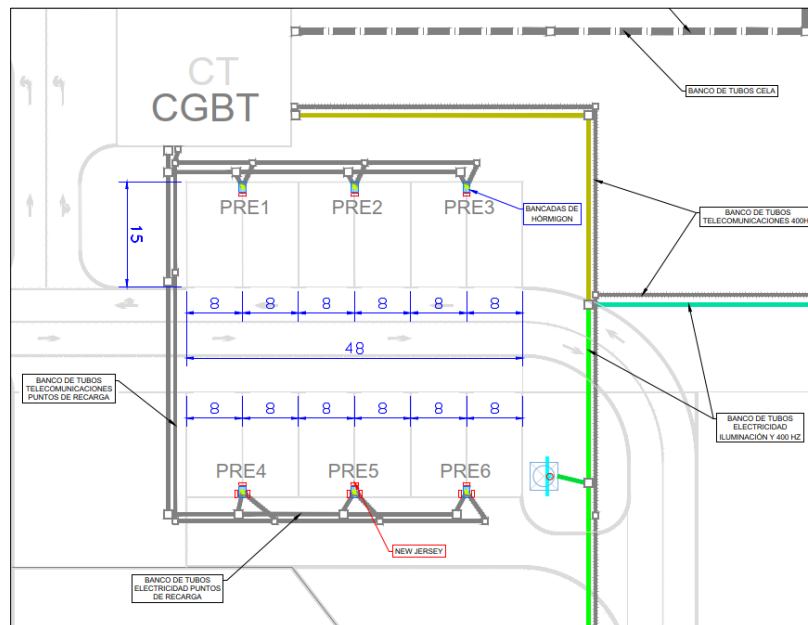 CT
CGBT
BANCO DE TUBOS CELA
PRE1
PRE2
PRE3
BANCADAS DE
HÓRMIGON
BANCO DE TUBOS
TELECOMUNICACIONES 400H
15
8
8
8
8
8
8
48
BANCO DE TUBOS
TELECOMUNICACIONES
PUNTOS DE RECARGA
8
8
8
8
8
8
BANCO DE TUBOS
ELECTRICIDAD
ILUMINACIÓN Y 400 HZ
PRE4
PRE5
PRE6
NEW JERSEY
BANCO DE TUBOS
ELECTRICIDAD PUNTOS
DE RECARGA